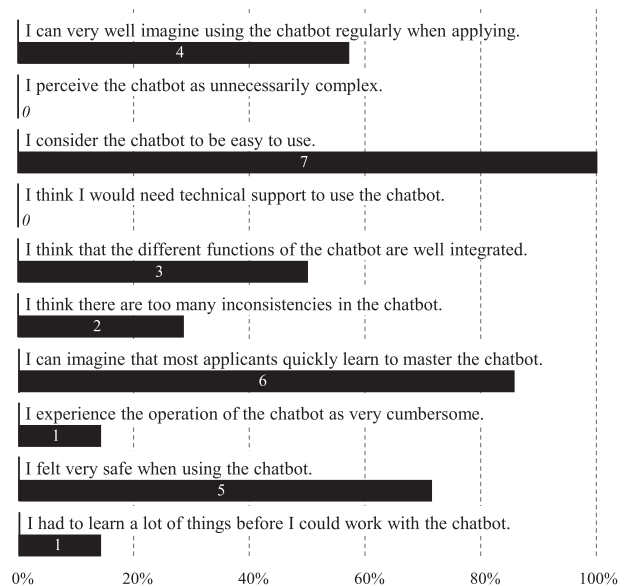 I can very well imagine using the chatbot regularly when applying.
4
I perceive the chatbot as unnecessarily complex.
0
I consider the chatbot to be easy to use.
7
I think I would need technical support to use the chatbot.
0
I think that the different functions of the chatbot are well integrated.
3
I think there are too many inconsistencies in the chatbot.
2
I can imagine that most applicants quickly learn to master the chatbot.
6
I experience the operation of the chatbot as very cumbersome.
1
I felt very safe when using the chatbot.
5
I had to learn a lot of things before I could work with the chatbot.
1
0% 20% 40% 60% 80% 100%